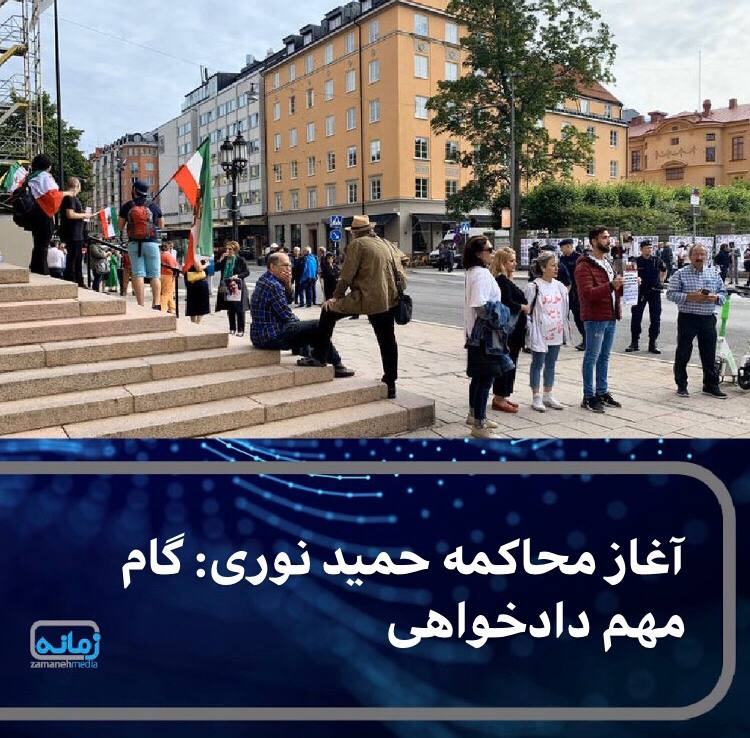 آغاز محاکمه حمید نوری: گام
مهم دادخواهی
زمانه
zamanehmedia